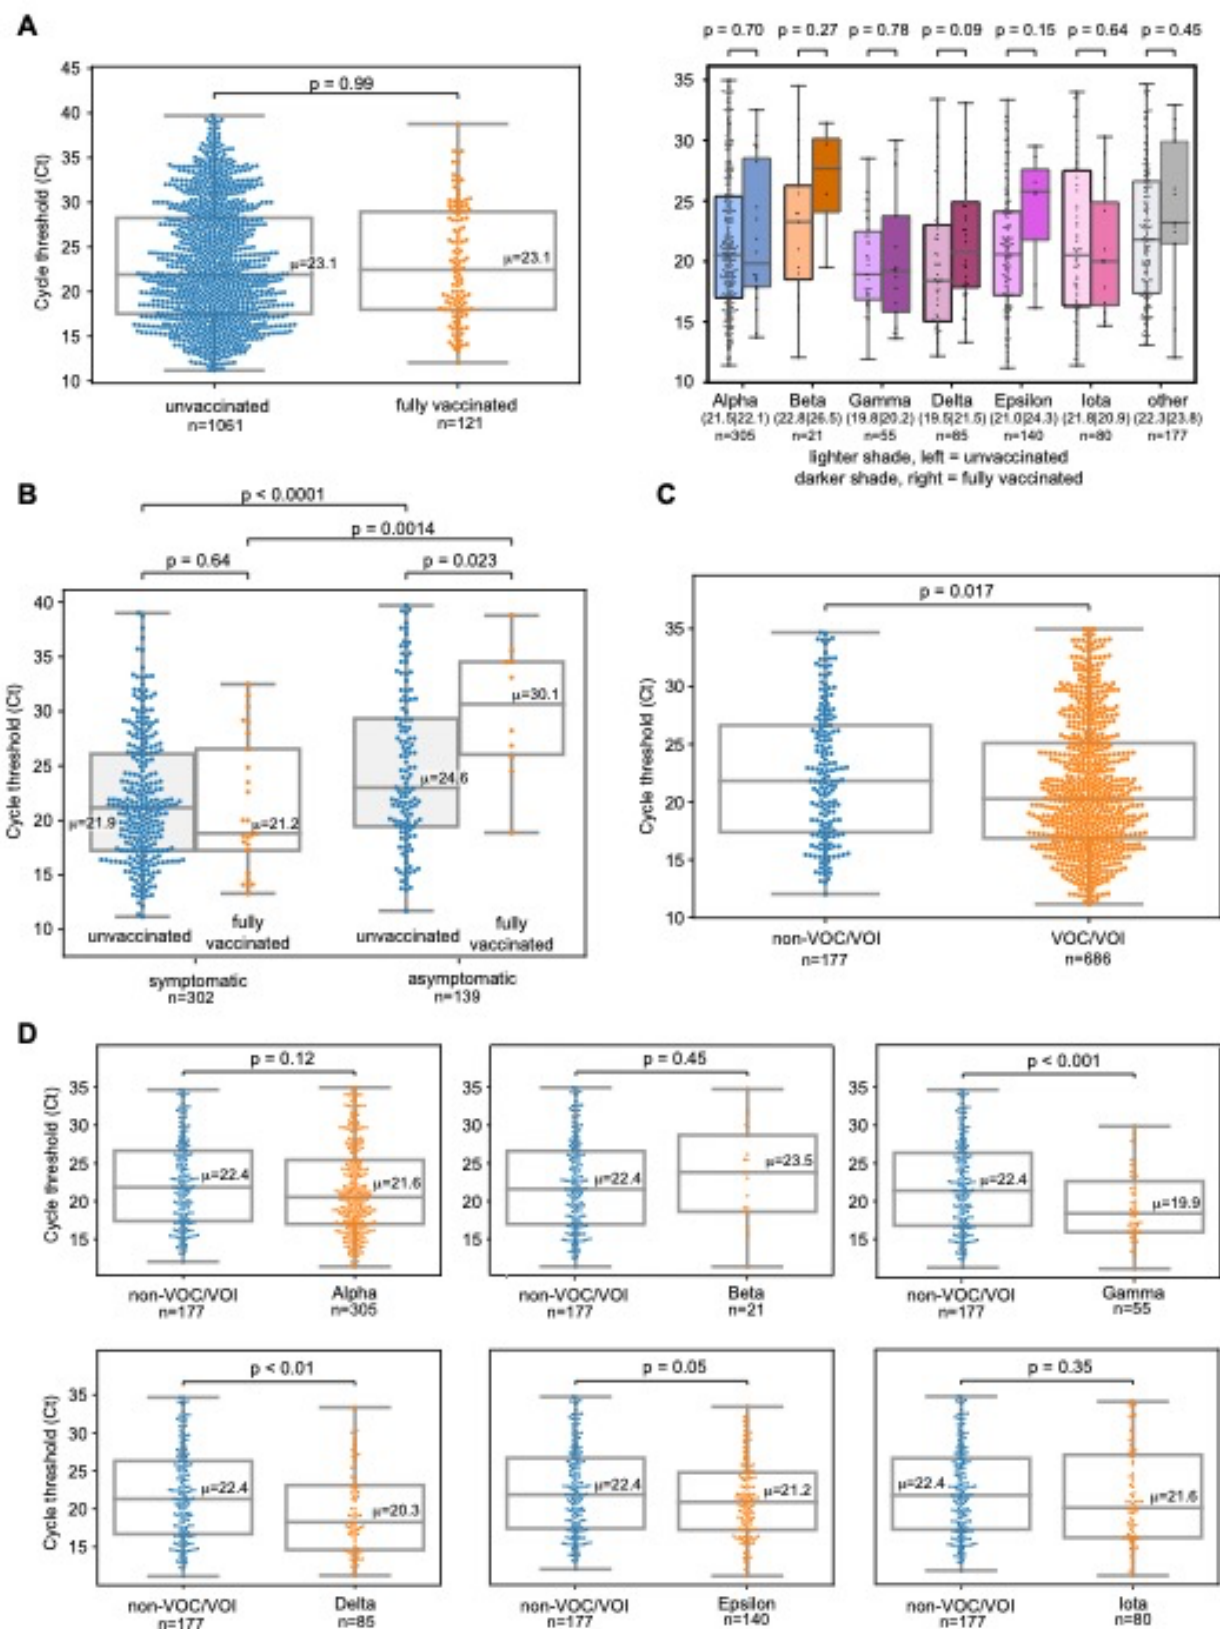 A
p = 0.99
Cycle threshold (Ct)
45
40
35
30
25
20
15
10
μ=23.1
μ=23.1
unvaccinated
n=1061
fully vaccinated
n=121
p = 0.70 p = 0.27 p = 0.78 p = 0.09 p = 0.15 p = 0.64 p = 0.45
35
30
25
20
15
10
Alpha Beta Gamma Delta Epsilon Iota other
(21.5|22.1) (22.8|26.5) (19.8|20.2) (19.5|21.5) (21.0|24.3) (21.8|20.9) (22.3|23.8)
n=305 n=21 n=55 n=85 n=140 n=80 n=177
lighter shade, left = unvaccinated
darker shade, right = fully vaccinated
B
p < 0.0001
p = 0.0014
p = 0.64
p = 0.023
Cycle threshold (Ct)
40
35
30
25
20
15
10
μ=21.9
μ=21.2
μ=24.6
μ=30.1
unvaccinated
fully
vaccinated
unvaccinated
fully
vaccinated
symptomatic
n=302
asymptomatic
n=139
C
p = 0.017
Cycle threshold (Ct)
35
30
25
20
15
10
non-VOC/VOI
n=177
VOC/VOI
n=686
D
p = 0.12
Cycle threshold (Ct)
35
30
25
20
15
μ=22.4
μ=21.6
non-VOC/VOI
n=177
Alpha
n=305
p = 0.45
35
30
25
20
15
μ=22.4
μ=23.5
non-VOC/VOI
n=177
Beta
n=21
p < 0.001
35
30
25
20
15
μ=22.4
μ=19.9
non-VOC/VOI
n=177
Gamma
n=55
p < 0.01
Cycle threshold (Ct)
35
30
25
20
15
μ=22.4
μ=20.3
non-VOC/VOI
n=177
Delta
n=85
p = 0.05
35
30
25
20
15
μ=22.4
μ=21.2
non-VOC/VOI
n=177
Epsilon
n=140
p = 0.35
35
30
25
20
15
μ=22.4
μ=21.6
non-VOC/VOI
n=177
Iota
n=80